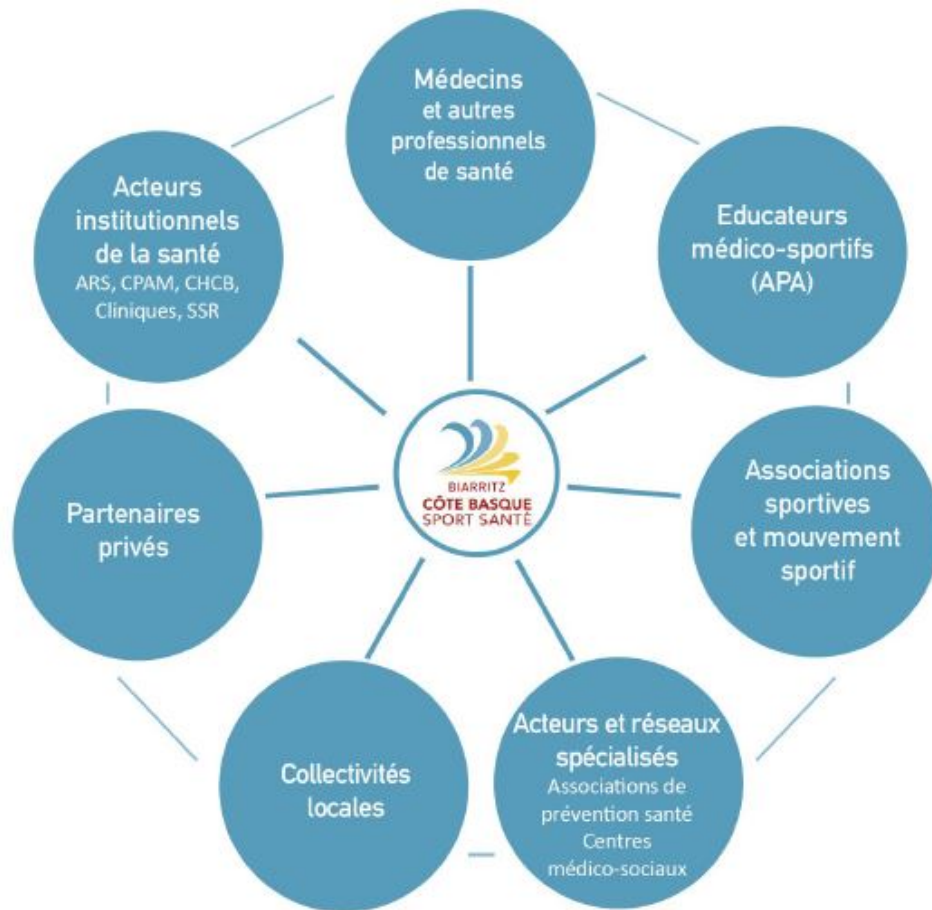 Médecins
et autres
professionnels
de santé
Acteurs
institutionnels
de la santé
ARS, CPAM, CHCB,
Cliniques, SSR
Educateurs
médico-sportifs
(APA)
BIARRITZ
CÔTE BASQUE
SPORT SANTÉ
Partenaires
privés
Associations
sportives
et mouvement
sportif
Collectivités
locales
Acteurs et réseaux
spécialisés
Associations de
prévention santé
Centres
médico-sociaux